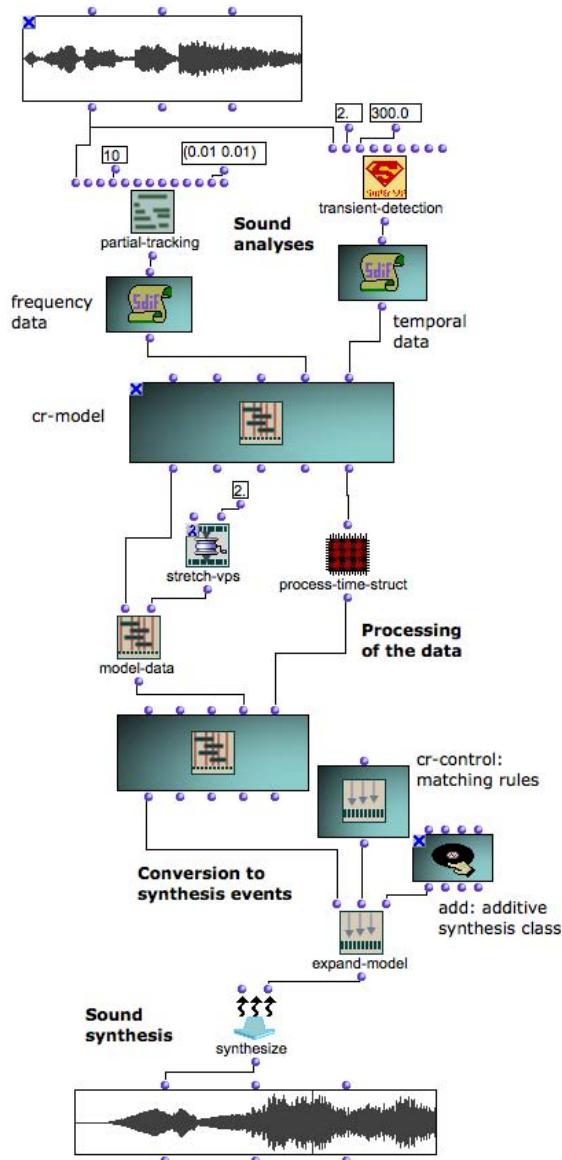 2.
300.0
10
(0.01 0.01)
transient-detection
partial-tracking
Sound
analyses
Sdif
Sdif
frequency
data
temporal
data
cr-model
2.
stretch-vps
process-time-struct
Processing
of the data
model-data
cr-control:
matching rules
Conversion to
synthesis events
add: additive
synthesis class
expand-model
Sound
synthesis
synthesize